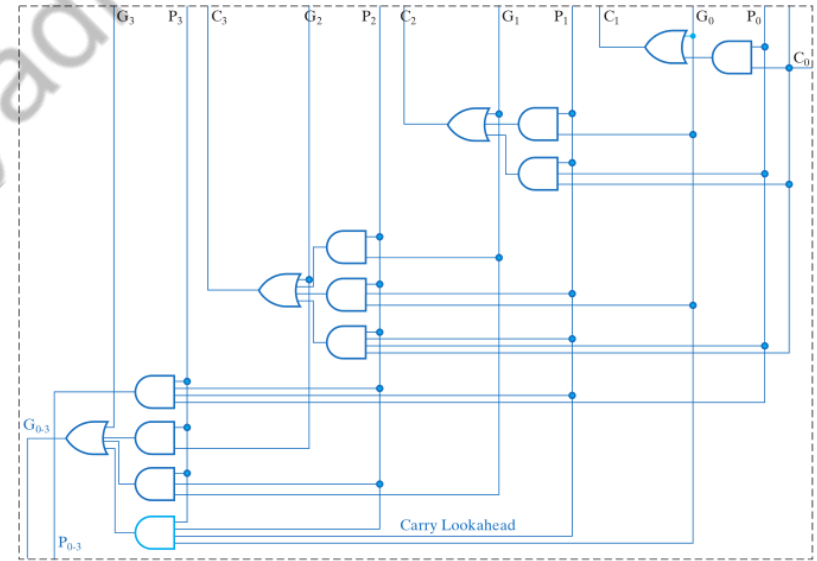 G₃ P₃ C₃ G₂ P₂ C₂ G₁ P₁ C₁ G₀ P₀
C₀
G₀₋₃
Carry Lookahead
P₀₋₃